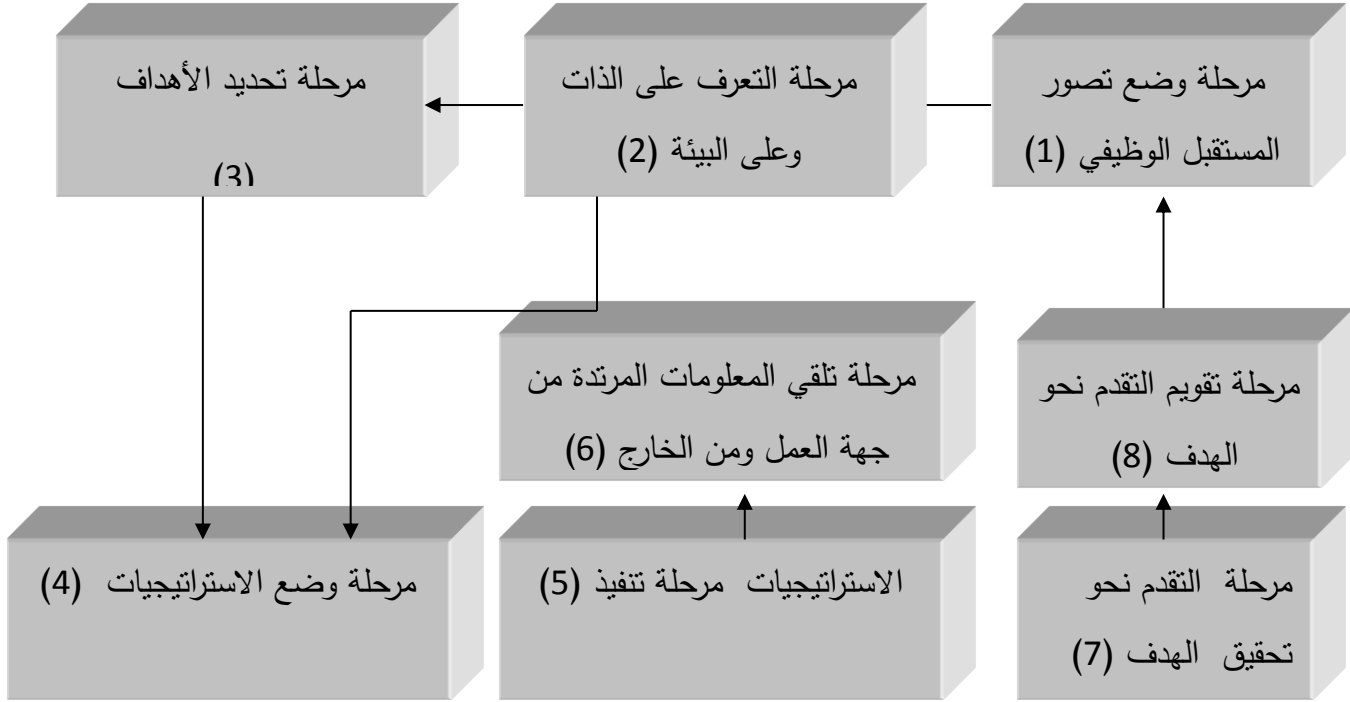 مرحلة وضع تصور
المستقبل الوظيفي (1)
مرحلة التعرف على الذات
وعلى البيئة (2)
مرحلة تحديد الأهداف
(3)
مرحلة تقويم التقدم نحو
الهدف (8)
مرحلة تلقي المعلومات المرتدة من
جهة العمل ومن الخارج (6)
مرحلة التقدم نحو
تحقيق الهدف (7)
الاستراتيجيات مرحلة تنفيذ (5)
مرحلة وضع الاستراتيجيات (4)